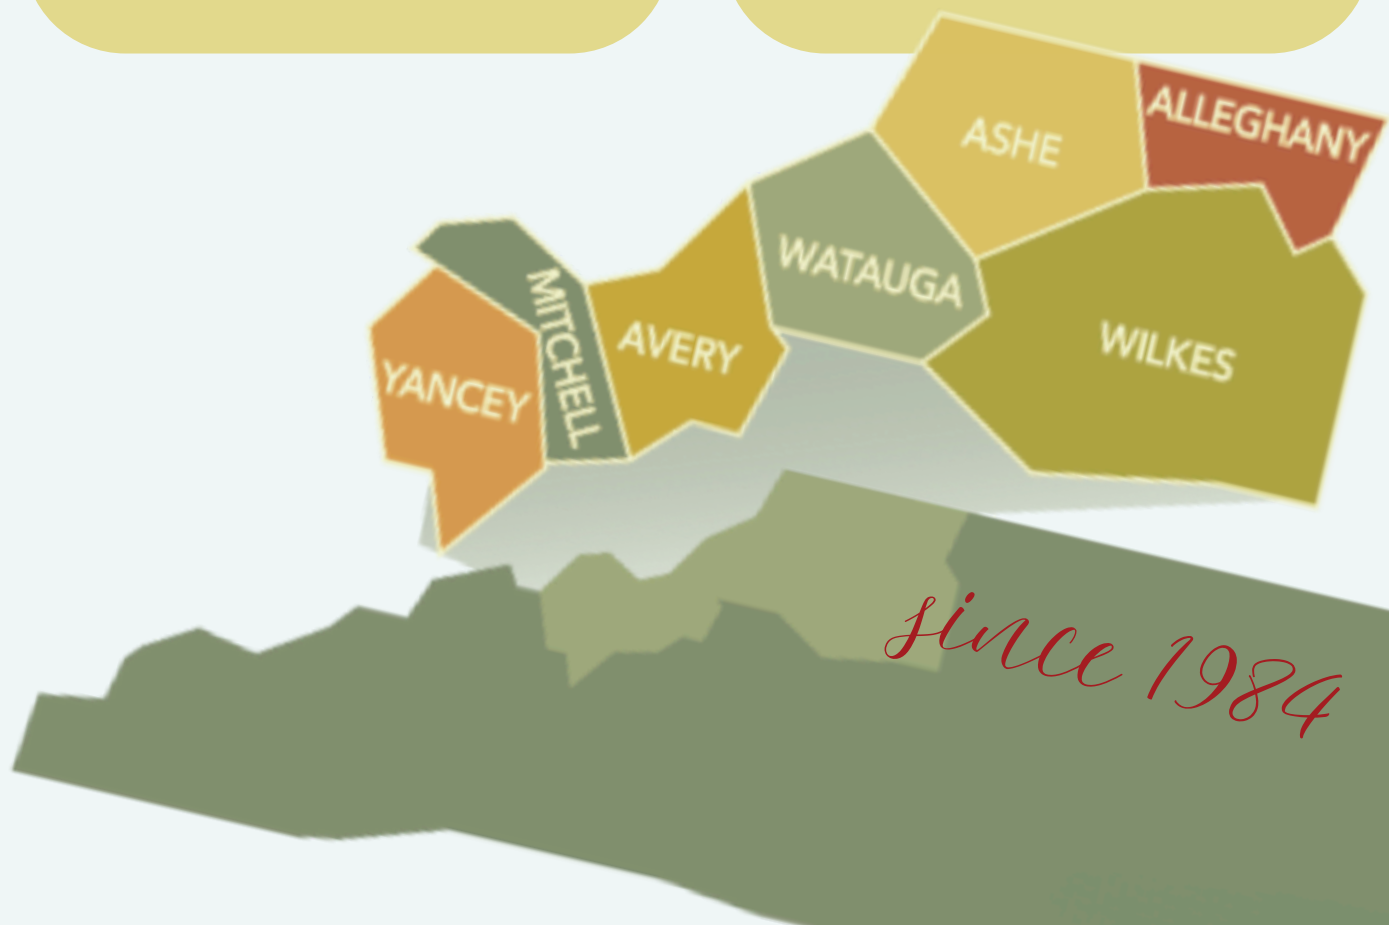 ALLEGHANY
ASHE
WATAUGA
MITCHELL
AVERY
WILKES
YANCEY
since 1984